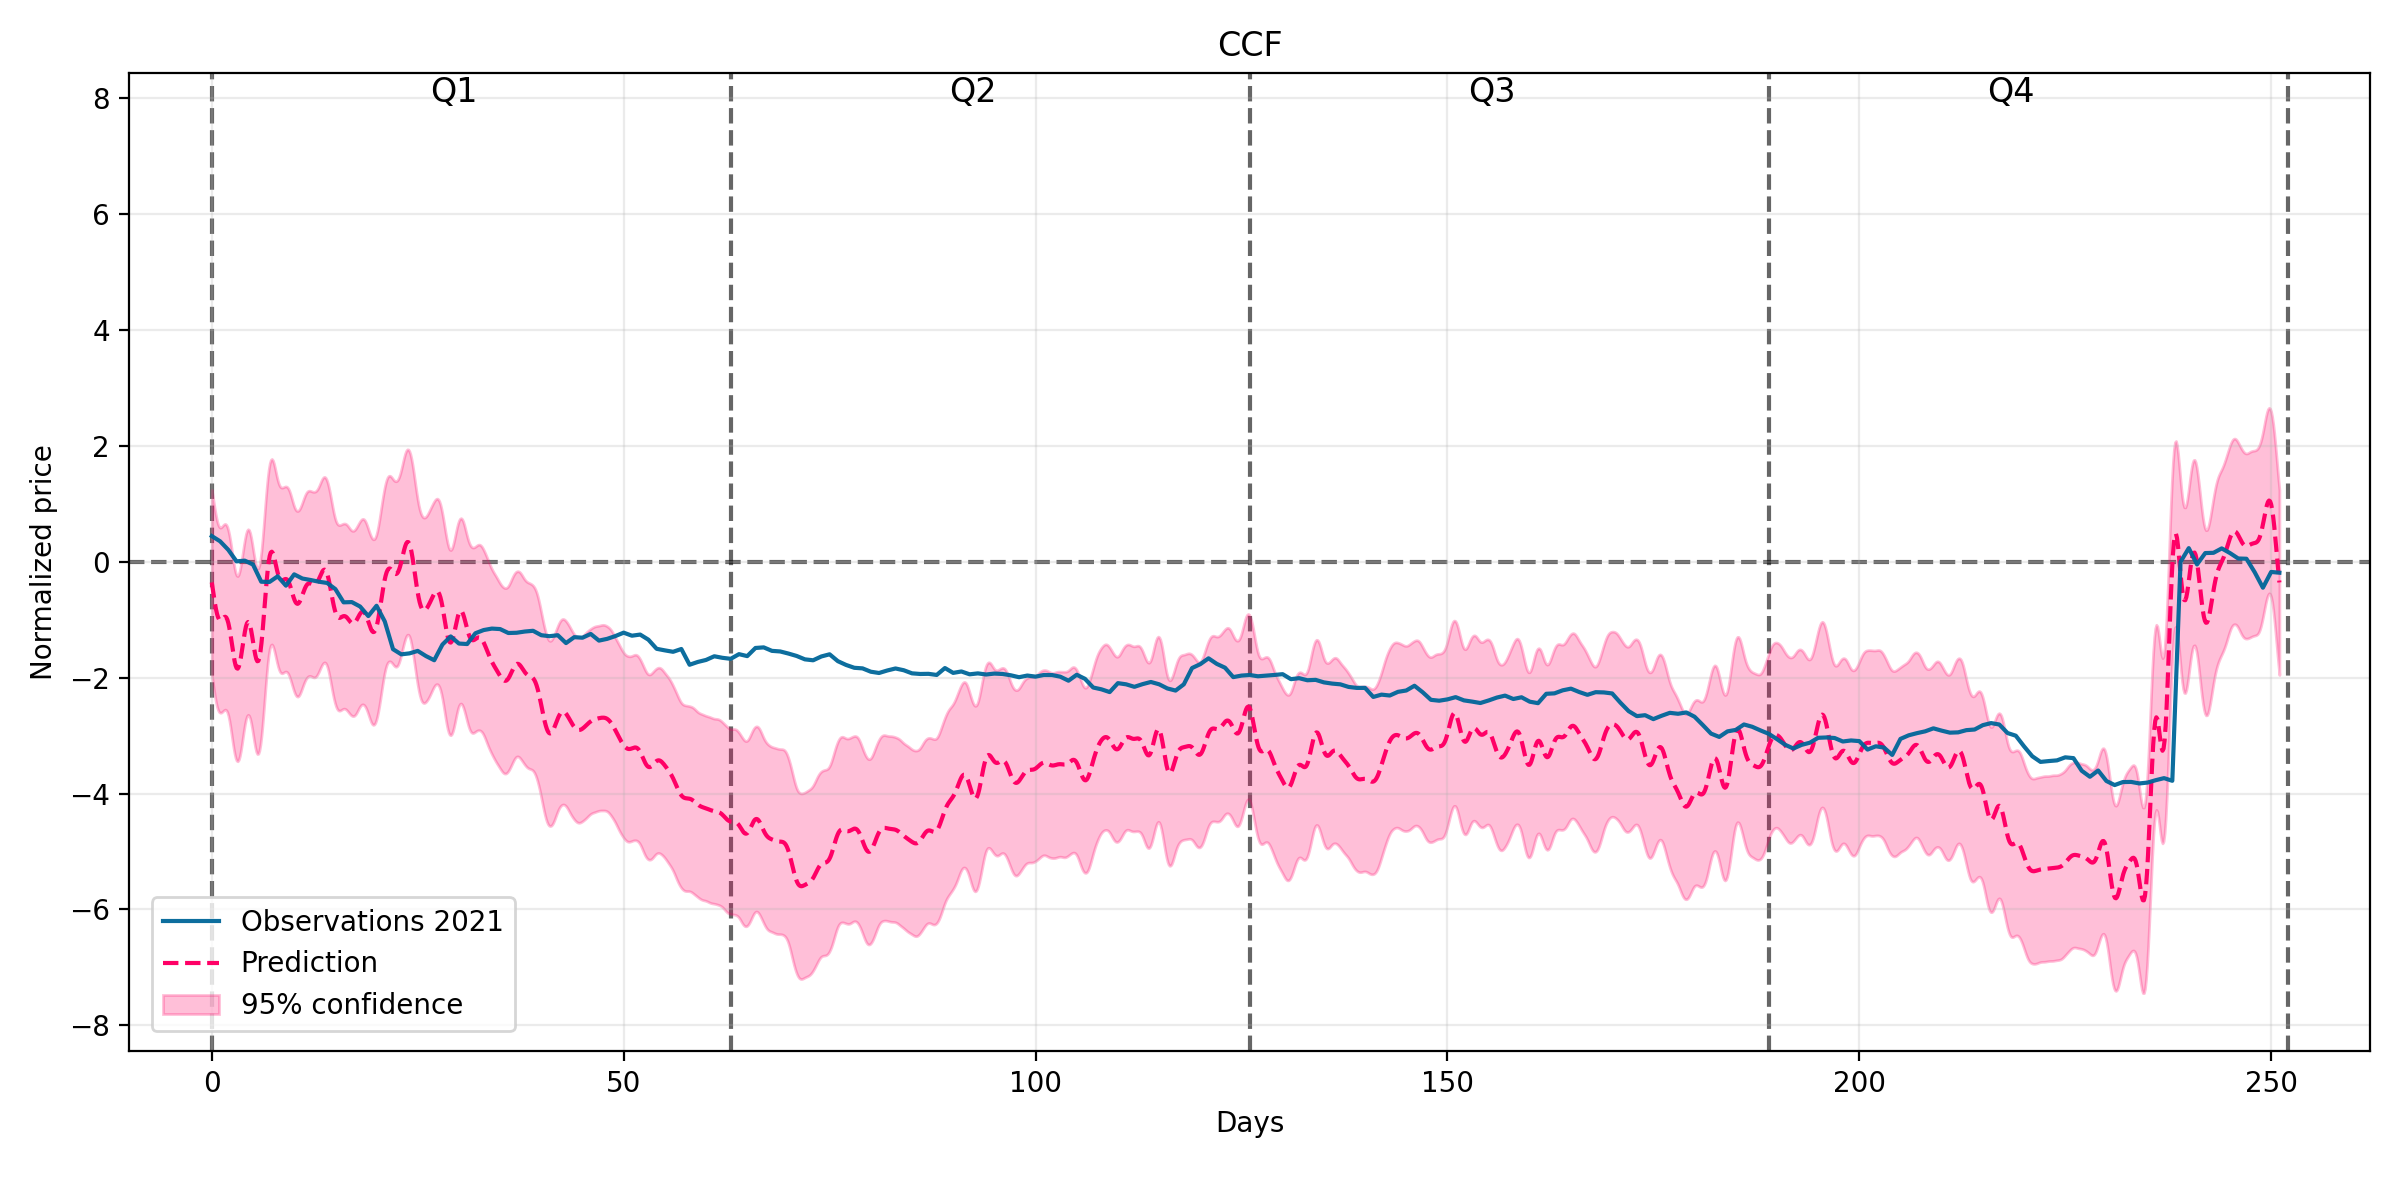 CCF
Q1 Q2 Q3 Q4
8
6
4
2
0
−2
−4
−6
−8
Normalized price
Observations 2021
Prediction
95% confidence
0 50 100 150 200 250
Days